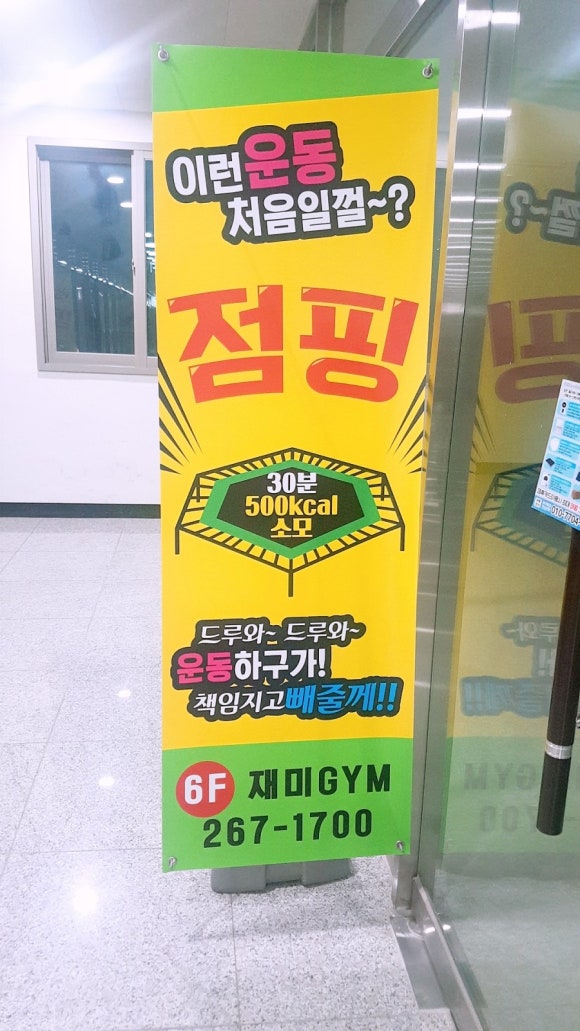 이런운동
처음일껄~?
점핑
30분
500kcal
소모
드루와~ 드루와~
운동하구가!
책임지고빼줄께!!
6F 재미GYM
267-1700